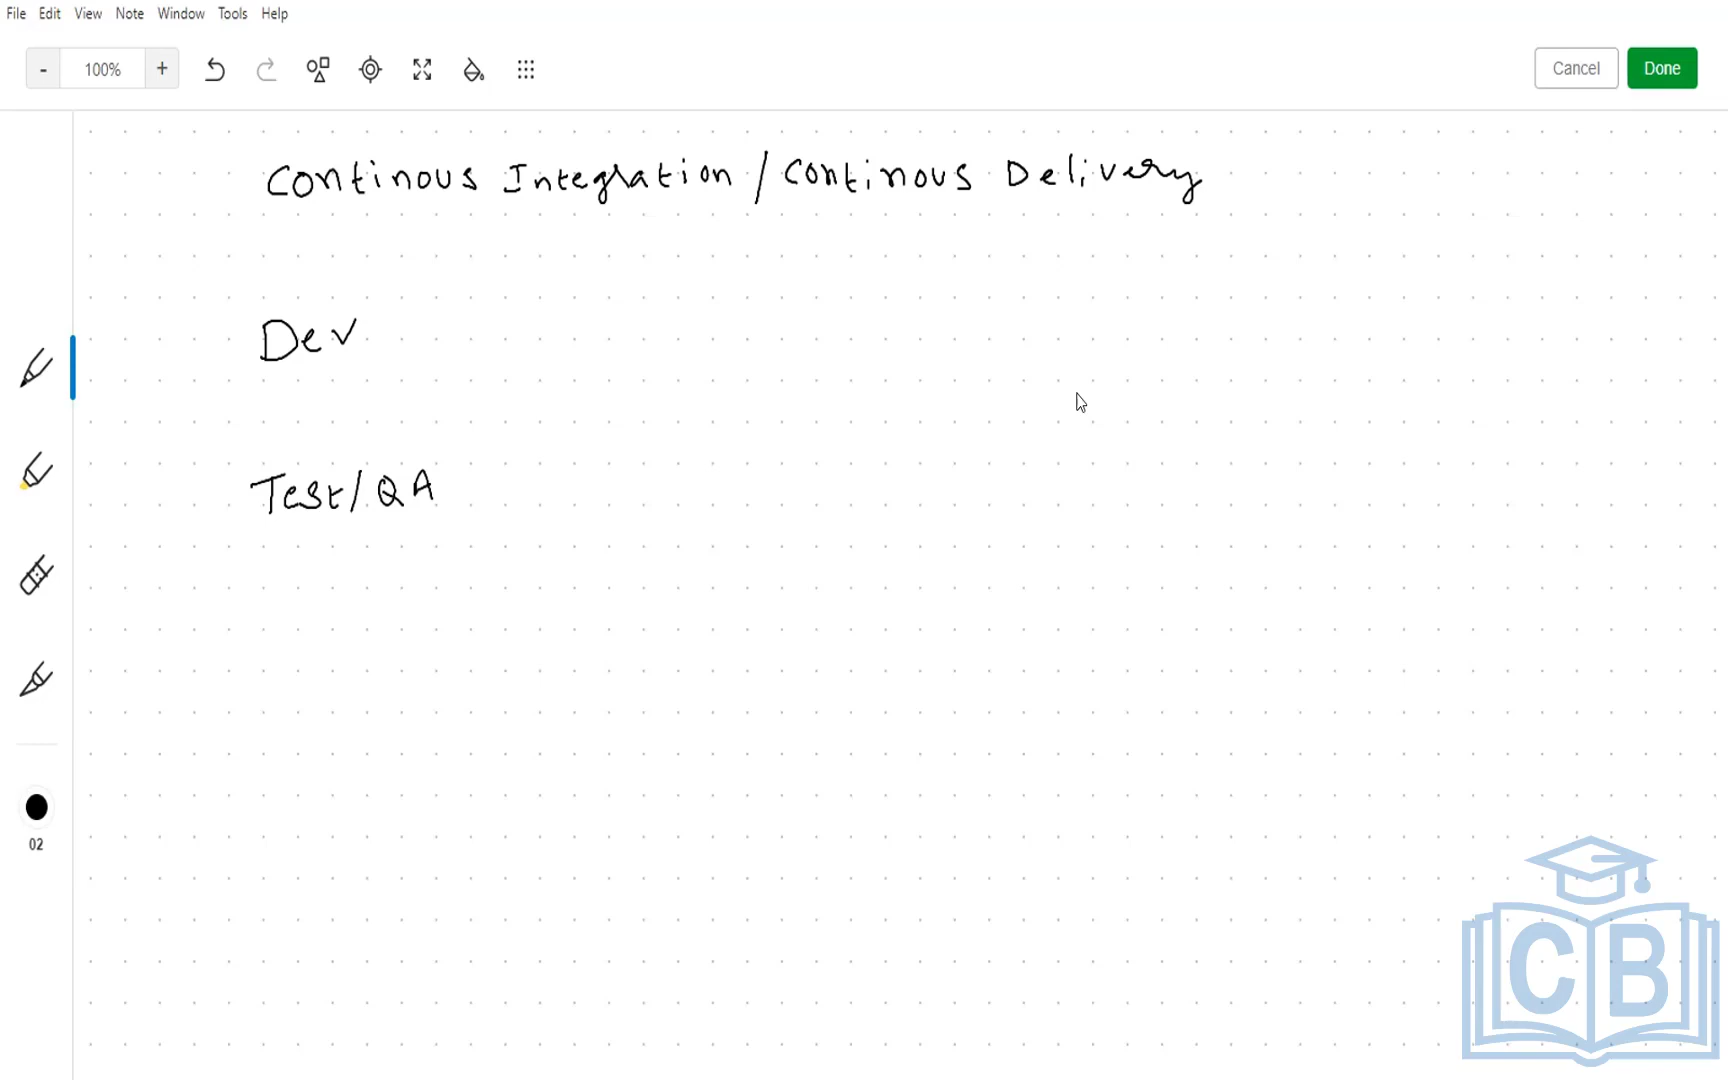 File Edit View Note Window Tools Help
- 100% + Cancel Done
Continous Integration / Continous Delivery
Dev
Test/QA
02
CB